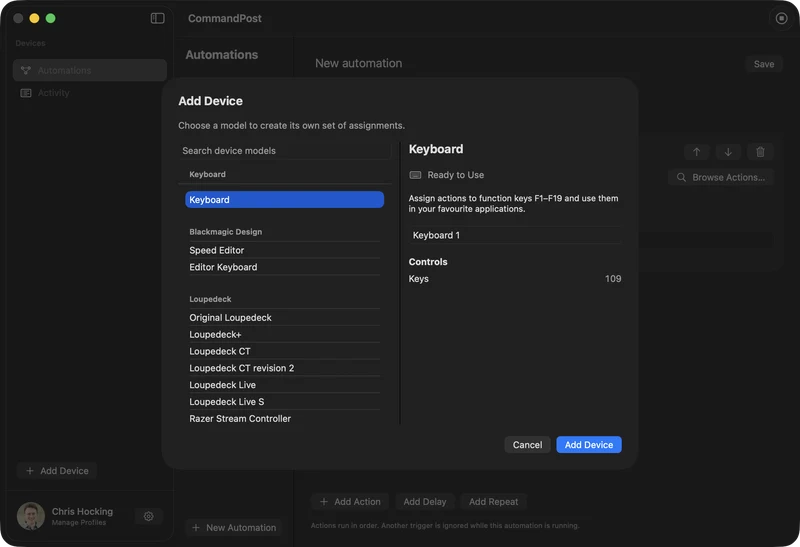 CommandPost
Devices
Automations
Activity
Automations
New automation
Save
Browse Actions...
Add Device
Choose a model to create its own set of assignments.
Search device models
Keyboard
Keyboard
Blackmagic Design
Speed Editor
Editor Keyboard
Loupedeck
Original Loupedeck
Loupedeck+
Loupedeck CT
Loupedeck CT revision 2
Loupedeck Live
Loupedeck Live S
Razer Stream Controller
Keyboard
Ready to Use
Assign actions to function keys F1–F19 and use them
in your favourite applications.
Keyboard 1
Controls
Keys 109
Cancel
Add Device
+ Add Device
Chris Hocking
Manage Profiles
+ New Automation
+ Add Action
Add Delay
Add Repeat
Actions run in order. Another trigger is ignored while this automation is running.